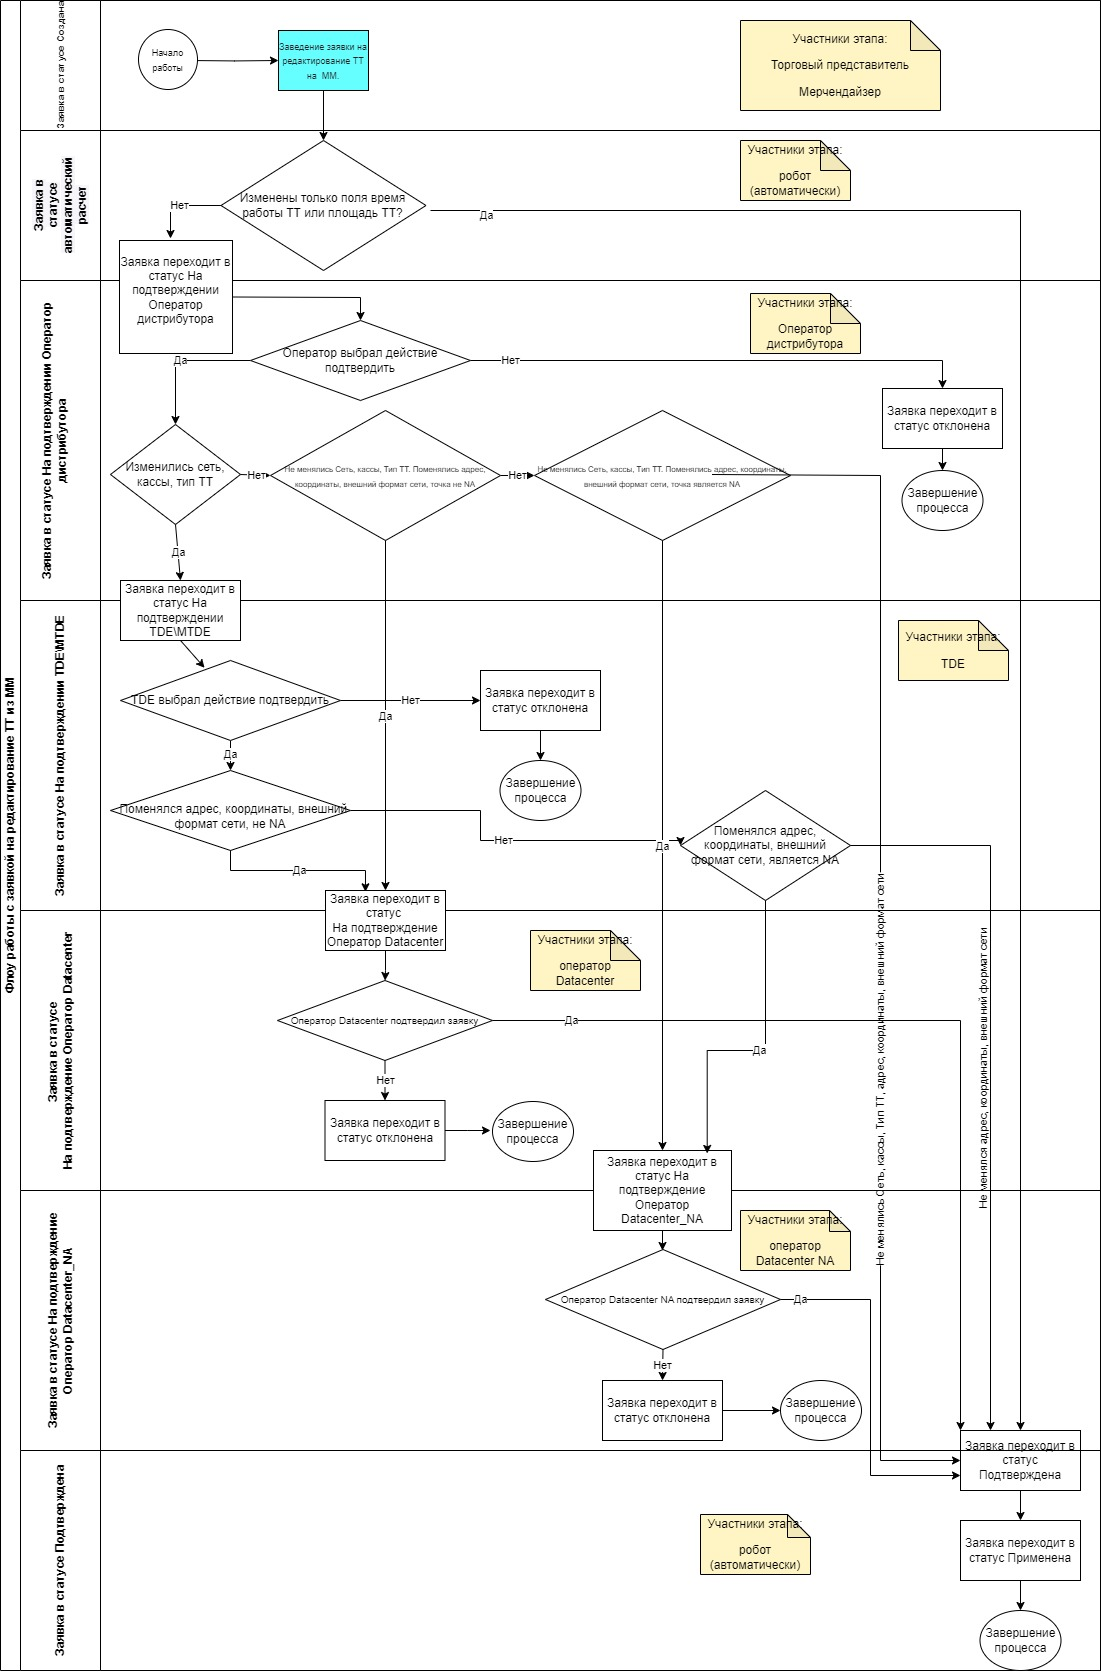 Флоу работы с заявкой на редактирование ТТ из ММ
Заявка в статусе Создана
Начало
работы
Заведение заявки на
редактирование ТТ
на ММ.
Участники этапа:
Торговый представитель
Мерчендайзер
Заявка в
статусе
автоматический
расчет
Участники этапа:
робот
(автоматически)
Изменены только поля время
работы ТТ или площадь ТТ?
Нет
Да
Заявка переходит в
статус На
подтверждении
Оператор
дистрибутора
Заявка в статусе На подтверждении Оператор
дистрибутора
Участники этапа:
Оператор
дистрибутора
Оператор выбрал действие
подтвердить
Да
Нет
Заявка переходит в
статус отклонена
Завершение
процесса
Изменились сеть,
кассы, тип ТТ
Нет
Не менялись Сеть, кассы, Тип ТТ. Поменялись адрес,
координаты, внешний формат сети, точка не NA
Нет
Не менялись Сеть, кассы, Тип ТТ. Поменялись адрес, координаты,
внешний формат сети, точка является NA
Да
Заявка переходит в
статус На
подтверждении
TDE\MTDE
Заявка в статусе На подтверждении TDE\MTDE
Участники этапа:
TDE
TDE выбрал действие подтвердить
Нет
Заявка переходит в
статус отклонена
Да
Завершение
процесса
Да
Поменялся адрес, координаты, внешний
формат сети, не NA
Нет
Да
Поменялся адрес,
координаты, внешний
формат сети, является NA
Да
Заявка переходит в
статус
На подтверждение
Оператор Datacenter
Заявка в статусе
На подтверждение Оператор Datacenter
Участники этапа:
оператор
Datacenter
Не менялись Сеть, кассы, Тип ТТ, адрес, координаты, внешний формат сети
Не менялся адрес, координаты, внешний формат сети
Оператор Datacenter подтвердил заявку
Да
Да
Нет
Заявка переходит в
статус отклонена
Завершение
процесса
Заявка переходит в
статус На
подтверждение
Оператор
Datacenter_NA
Заявка в статусе На подтверждение
Оператор Datacenter_NA
Участники этапа:
оператор
Datacenter NA
Оператор Datacenter NA подтвердил заявку
Да
Нет
Заявка переходит в
статус отклонена
Завершение
процесса
Заявка переходит в
статус
Подтверждена
Заявка в статусе Подтверждена
Участники этапа:
робот
(автоматически)
Заявка переходит в
статус Применена
Завершение
процесса